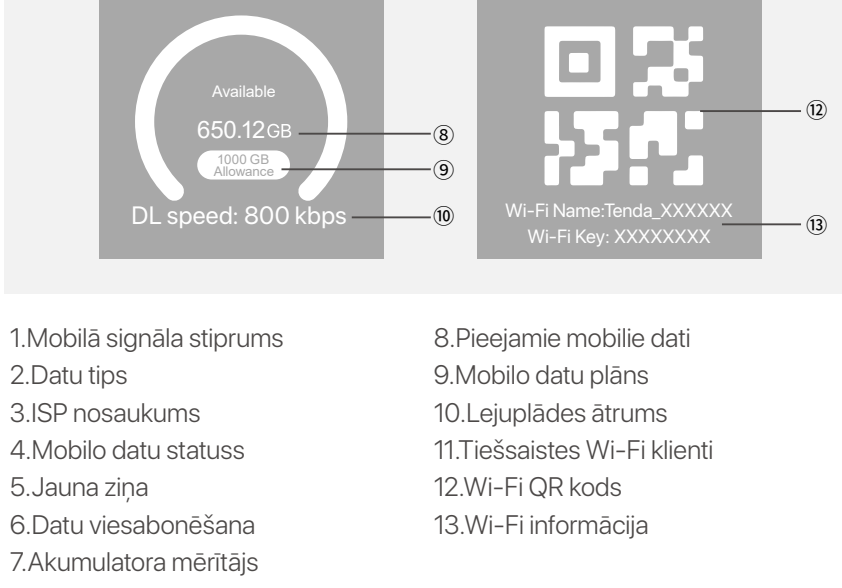 Available
650.12GB
⑧
1000 GB
Allowance
⑨
DL speed: 800 kbps
⑩
⑫
Wi-Fi Name:Tenda_XXXXXX
Wi-Fi Key: XXXXXXXX
⑬
1.Mobilā signāla stiprums
2.Datu tips
3.ISP nosaukums
4.Mobilo datu statuss
5.Jauna ziņa
6.Datu viesabonēšana
7.Akumulatora mērītājs
8.Pieejamie mobilie dati
9.Mobilo datu plāns
10.Lejuplādes ātrums
11.Tiešsaistes Wi-Fi klienti
12.Wi-Fi QR kods
13.Wi-Fi informācija